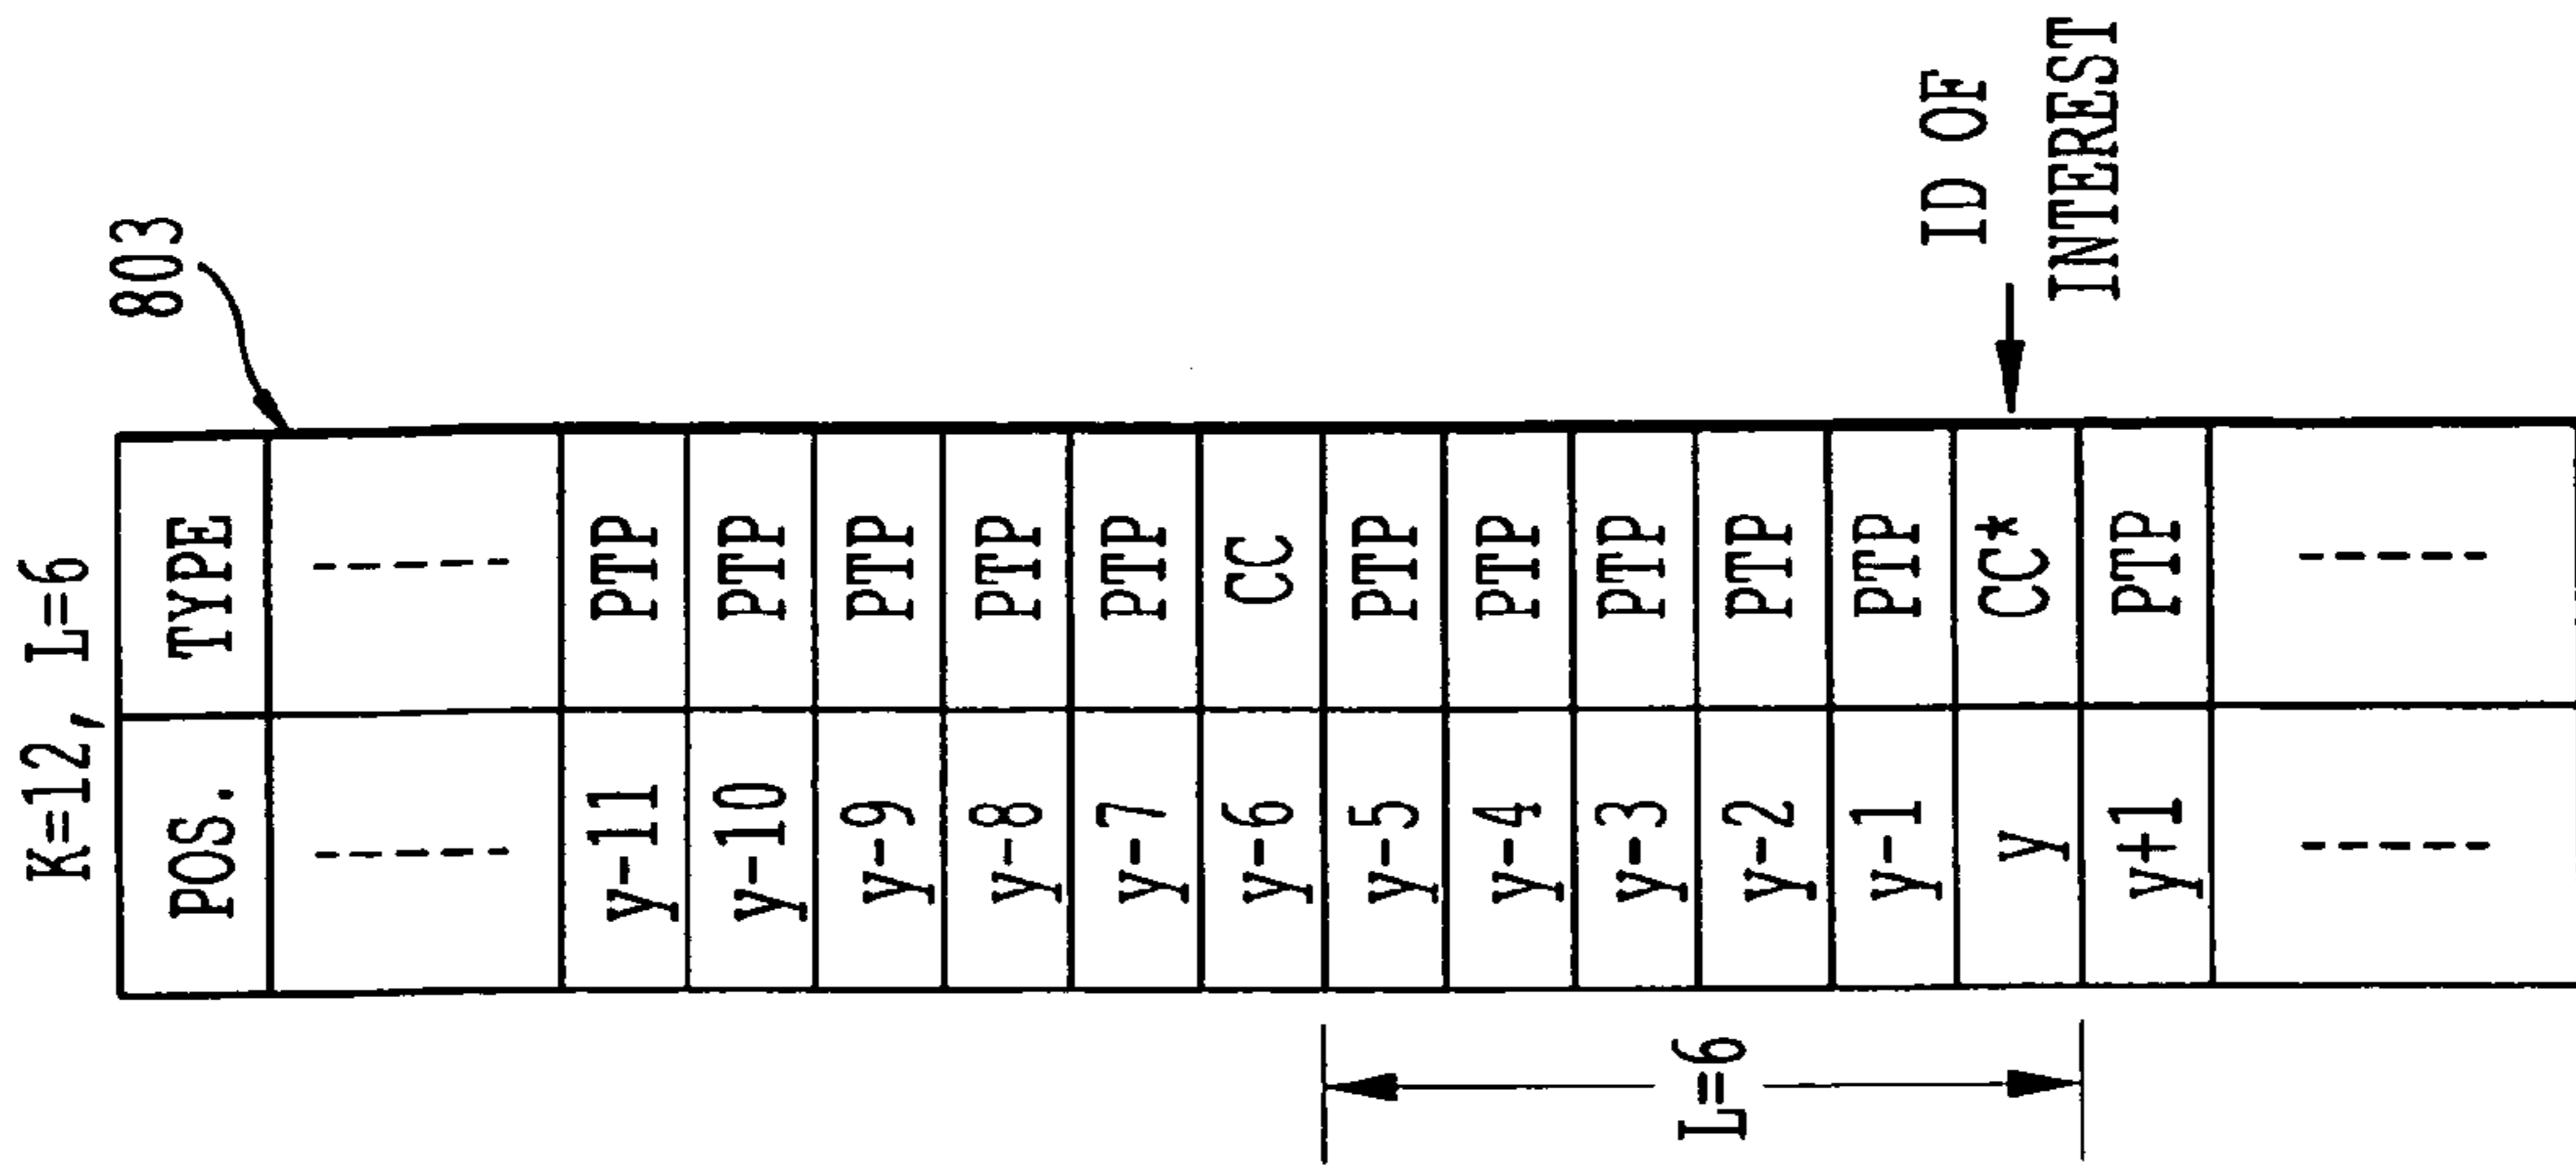 K=12, L=6
803
POS. TYPE
----- ------
y-11 PTP
y-10 PTP
y-9 PTP
y-8 PTP
y-7 PTP
y-6 CC
y-5 PTP
y-4 PTP
y-3 PTP
y-2 PTP
y-1 PTP
y CC*
y+1 PTP
----- -----
L=6
ID OF
INTEREST